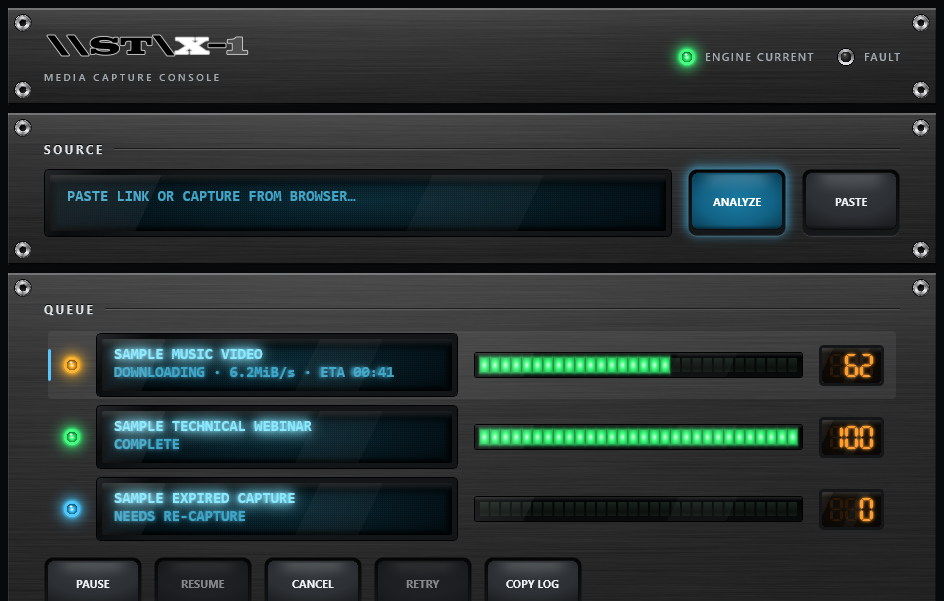 \\ST\X-1
MEDIA CAPTURE CONSOLE
ENGINE CURRENT
FAULT
SOURCE
PASTE LINK OR CAPTURE FROM BROWSER…
ANALYZE
PASTE
QUEUE
SAMPLE MUSIC VIDEO
DOWNLOADING · 6.2MiB/s · ETA 00:41
62
SAMPLE TECHNICAL WEBINAR
COMPLETE
100
SAMPLE EXPIRED CAPTURE
NEEDS RE-CAPTURE
0
PAUSE
RESUME
CANCEL
RETRY
COPY LOG